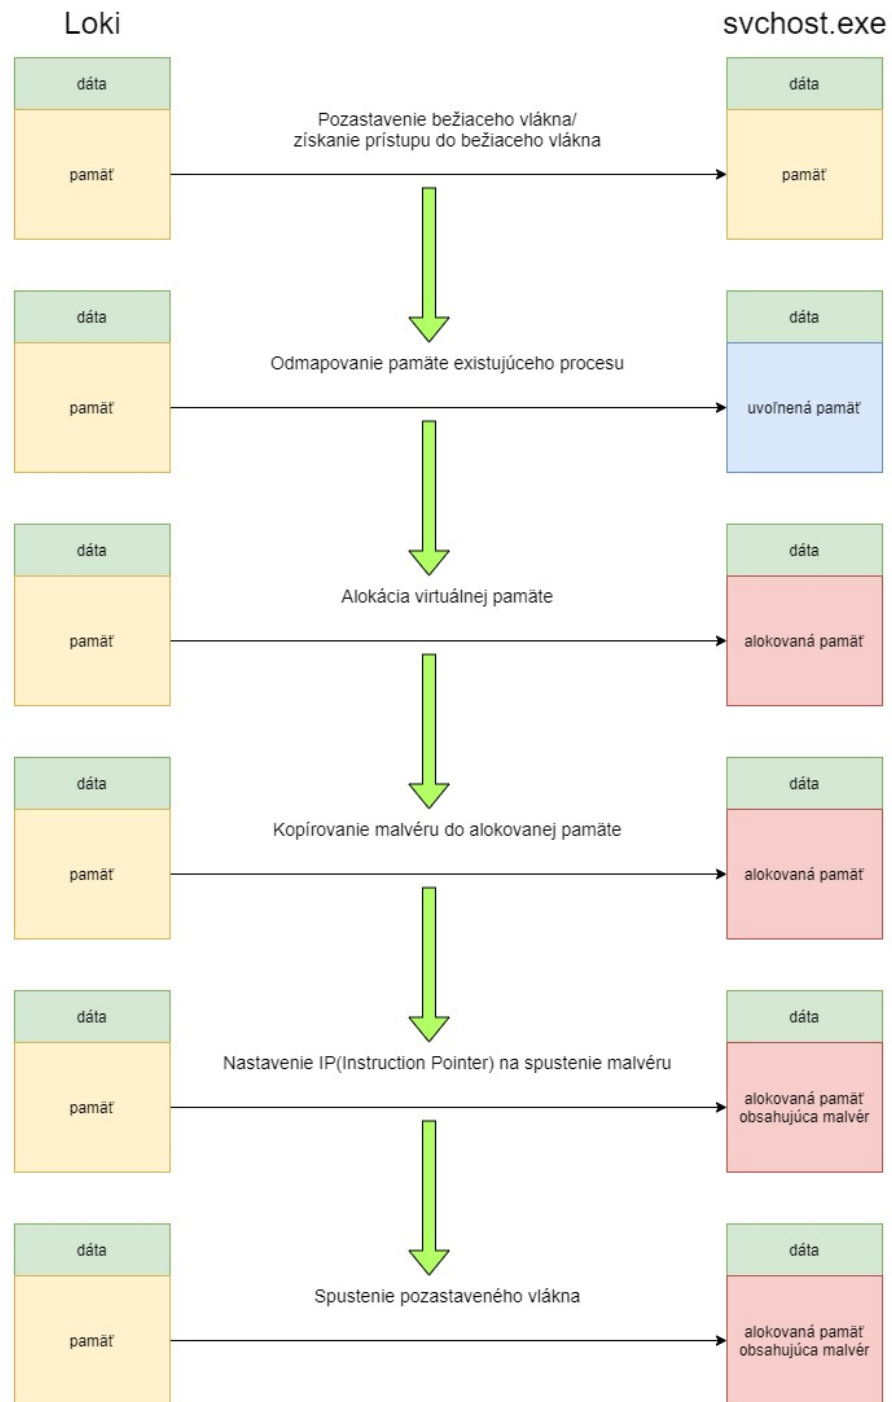 Loki
svchost.exe
dáta
dáta
Pozastavenie bežiaceho vlákna/
získanie prístupu do bežiaceho vlákna
pamäť
pamäť
dáta
dáta
Odmapovanie pamäte existujúceho procesu
pamäť
uvoľnená pamäť
dáta
dáta
Alokácia virtuálnej pamäte
pamäť
alokovaná pamäť
dáta
dáta
Kopírovanie malvéru do alokovanej pamäte
pamäť
alokovaná pamäť
dáta
dáta
Nastavenie IP(Instruction Pointer) na spustenie malvéru
pamäť
alokovaná pamäť
obsahujúca malvér
dáta
dáta
Spustenie pozastaveného vlákna
pamäť
alokovaná pamäť
obsahujúca malvér